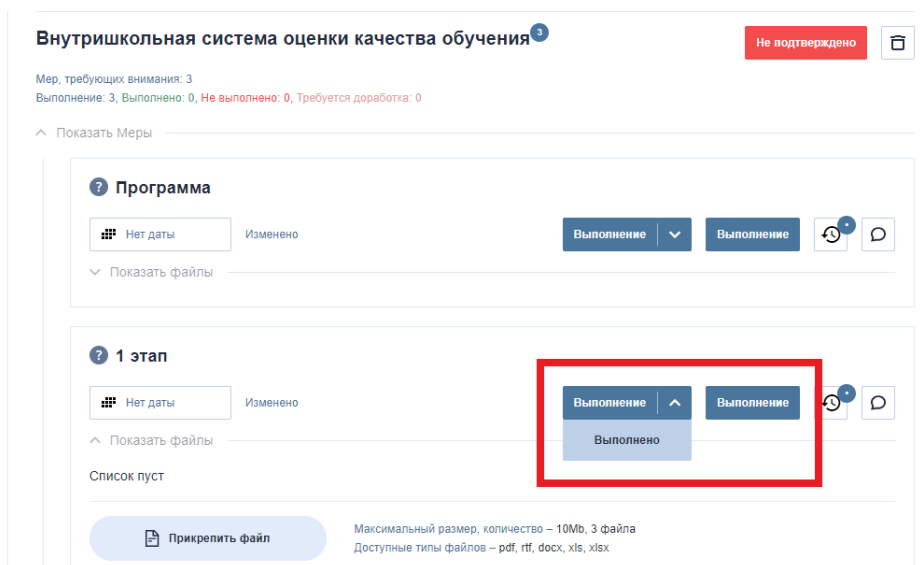 Внутришкольная система оценки качества обучения 3
Не подтверждено
Мер, требующих внимания: 3
Выполнение: 3, Выполнено: 0, Не выполнено: 0, Требуется доработка: 0
Показать Меры
? Программа
Нет даты Изменено Выполнение Выполнение
Показать файлы
? 1 этап
Нет даты Изменено Выполнение Выполнение
Выполнено
Показать файлы
Список пуст
Прикрепить файл
Максимальный размер, количество – 10Mb, 3 файла
Доступные типы файлов – pdf, rtf, docx, xls, xlsx